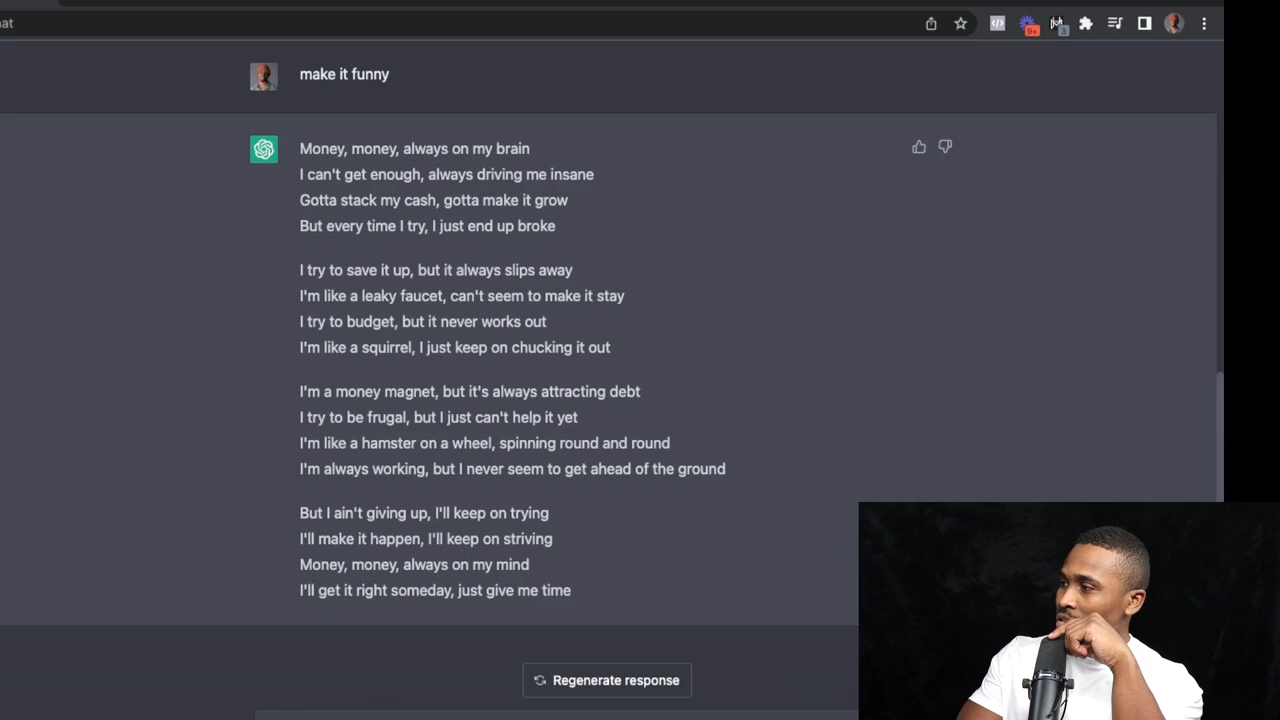 nat
9+
3
make it funny
Money, money, always on my brain
I can't get enough, always driving me insane
Gotta stack my cash, gotta make it grow
But every time I try, I just end up broke
I try to save it up, but it always slips away
I'm like a leaky faucet, can't seem to make it stay
I try to budget, but it never works out
I'm like a squirrel, I just keep on chucking it out
I'm a money magnet, but it's always attracting debt
I try to be frugal, but I just can't help it yet
I'm like a hamster on a wheel, spinning round and round
I'm always working, but I never seem to get ahead of the ground
But I ain't giving up, I'll keep on trying
I'll make it happen, I'll keep on striving
Money, money, always on my mind
I'll get it right someday, just give me time
Regenerate response